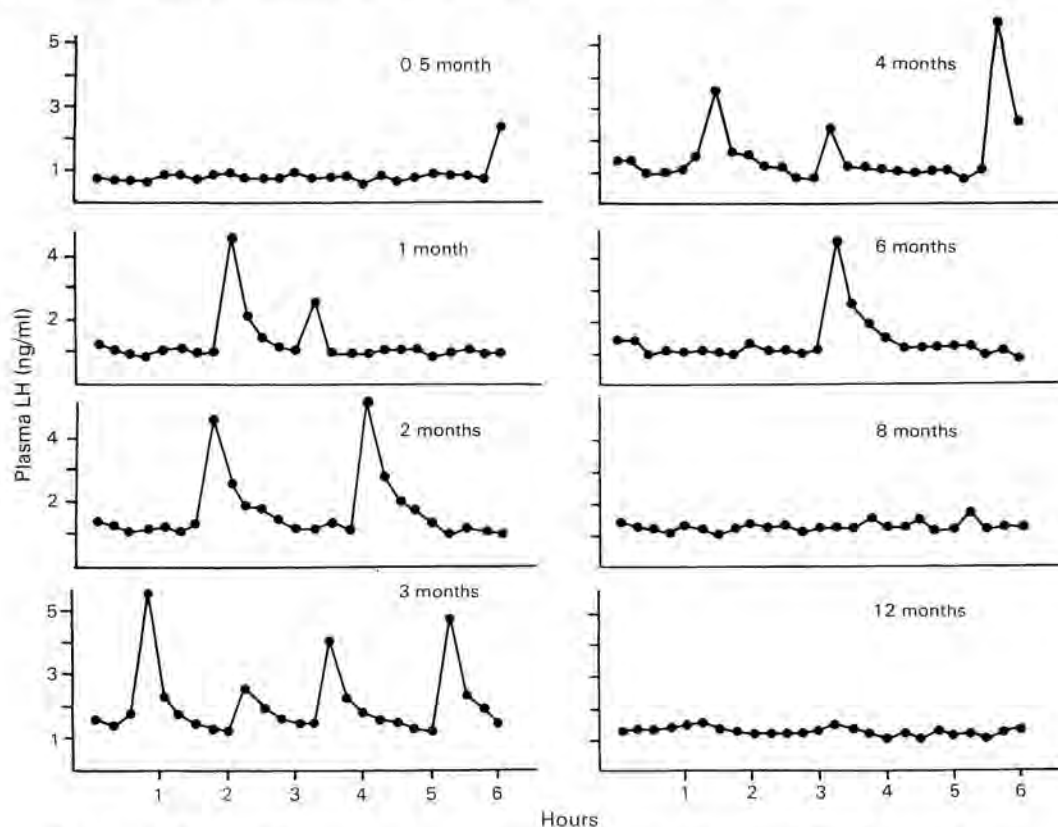 5
3
1
0·5 month
4 months
4
2
1 month
6 months
Plasma LH (ng/ml)
4
2
2 months
8 months
5
3
1
3 months
12 months
1 2 3 4 5 6
1 2 3 4 5 6
Hours